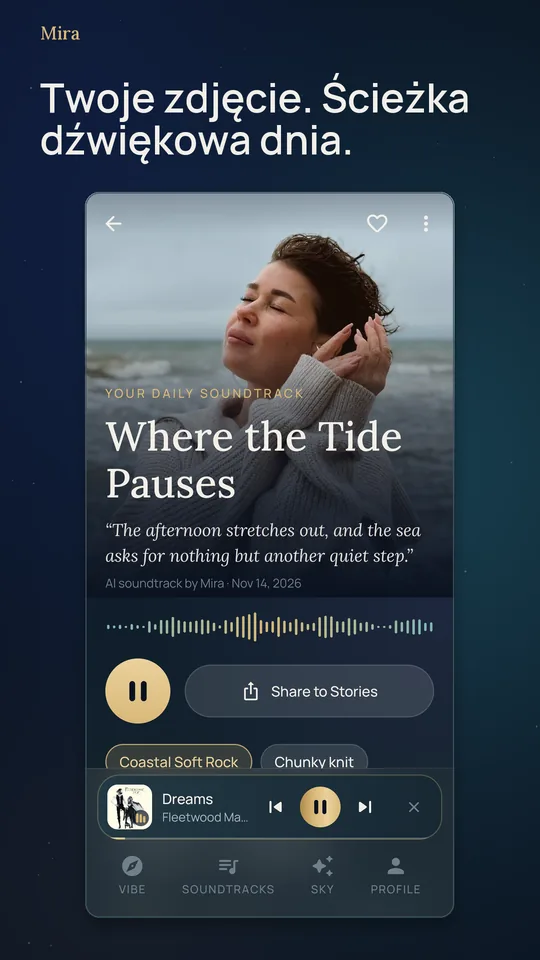 Mira
Twoje zdjęcie. Ścieżka
dźwiękowa dnia.
YOUR DAILY SOUNDTRACK
Where the Tide
Pauses
“The afternoon stretches out, and the sea
asks for nothing but another quiet step.”
AI soundtrack by Mira · Nov 14, 2026
Share to Stories
Coastal Soft Rock
Chunky knit
Dreams
Fleetwood Ma...
VIBE
SOUNDTRACKS
SKY
PROFILE